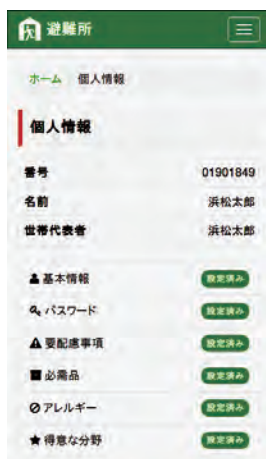 避難所
ホーム 個人情報
個人情報
番号 01901849
名前 浜松太郎
世帯代表者 浜松太郎
基本情報 設定済み
パスワード 設定済み
要配慮事項 設定済み
必需品 設定済み
アレルギー 設定済み
得意な分野 設定済み